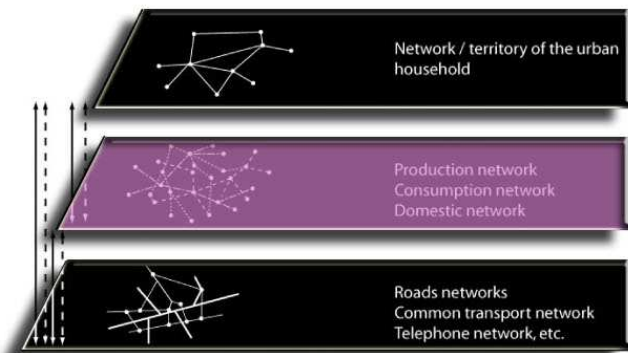 Network / territory of the urban
household
Production network
Consumption network
Domestic network
Roads networks
Common transport network
Telephone network, etc.